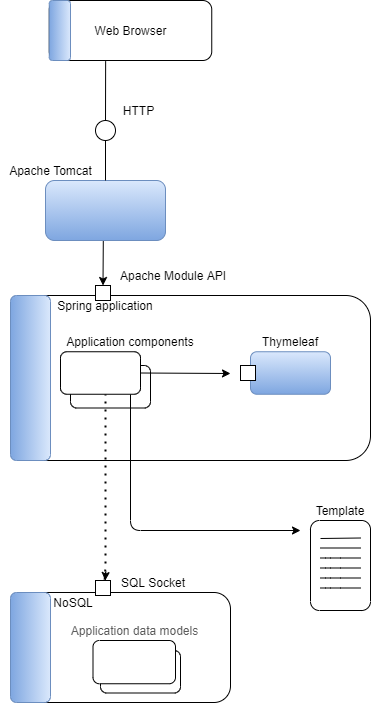 Web Browser
HTTP
Apache Tomcat
Apache Module API
Spring application
Application components
Thymeleaf
Template
SQL Socket
NoSQL
Application data models